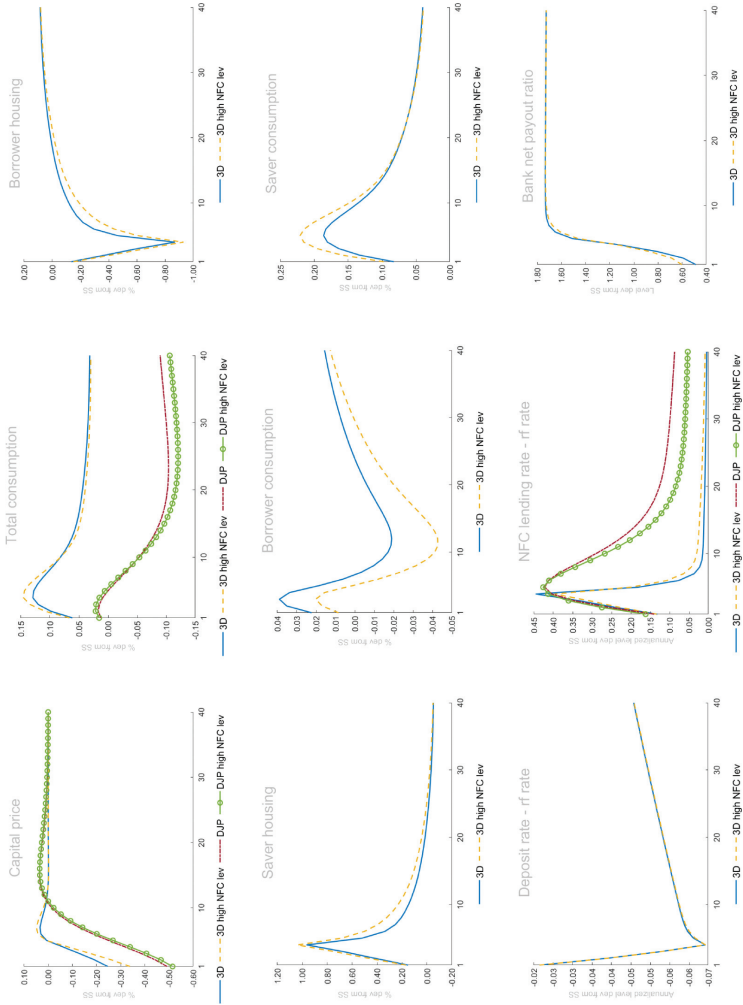 Capital price
0.10
0.00
-0.10
-0.20
-0.30
-0.40
-0.50
-0.60
% dev from SS
1 10 20 30 40
3D 3D high NFC lev DJP DJP high NFC lev
Total consumption
0.15
0.10
0.05
0.00
-0.05
-0.10
-0.15
% dev from SS
1 10 20 30 40
3D 3D high NFC lev DJP DJP high NFC lev
Borrower housing
0.20
0.00
-0.20
-0.40
-0.60
-0.80
-1.00
% dev from SS
1 10 20 30 40
3D 3D high NFC lev
Saver housing
1.20
1.00
0.80
0.60
0.40
0.20
0.00
-0.20
% dev from SS
1 10 20 30 40
3D 3D high NFC lev
Borrower consumption
0.04
0.03
0.02
0.01
0.00
-0.01
-0.02
-0.03
-0.04
-0.05
% dev from SS
1 10 20 30 40
3D 3D high NFC lev
Saver consumption
0.25
0.20
0.15
0.10
0.05
0.00
% dev from SS
1 10 20 30 40
3D 3D high NFC lev
Deposit rate - rf rate
-0.02
-0.03
-0.03
-0.04
-0.04
-0.05
-0.05
-0.06
-0.06
-0.07
-0.07
Annualized level dev from SS
1 10 20 30 40
3D 3D high NFC lev
NFC lending rate - rf rate
0.45
0.40
0.35
0.30
0.25
0.20
0.15
0.10
0.05
0.00
Annualized level dev from SS
1 10 20 30 40
3D 3D high NFC lev DJP DJP high NFC lev
Bank net payout ratio
1.80
1.60
1.40
1.20
1.00
0.80
0.60
0.40
Level dev from SS
1 10 20 30 40
3D 3D high NFC lev